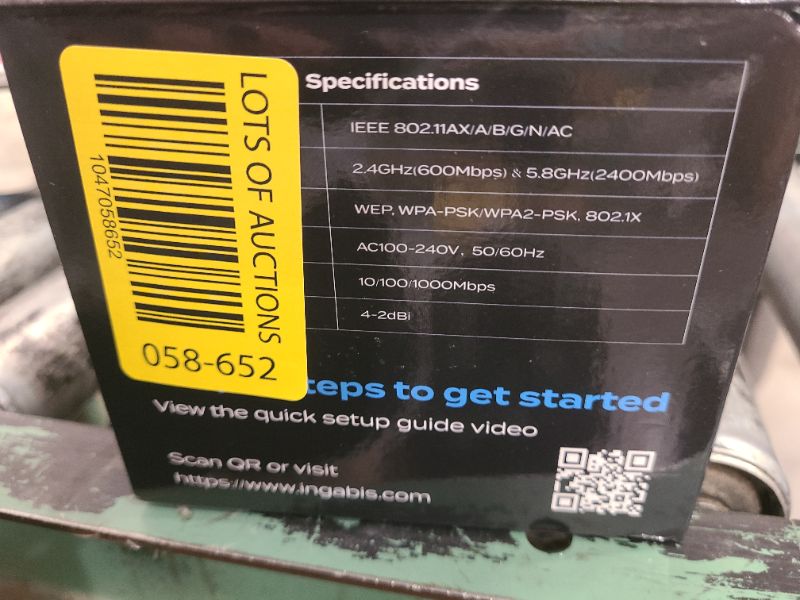 Specifications
IEEE 802.11AX/A/B/G/N/AC
2.4GHz(600Mbps) & 5.8GHz(2400Mbps)
WEP, WPA-PSK/WPA2-PSK, 802.1X
AC100-240V, 50/60Hz
10/100/1000Mbps
4-2dBi
LOTS OF AUCTIONS
1047058652
058-652
teps to get started
View the quick setup guide video
Scan QR or visit
https://www.ingabis.com